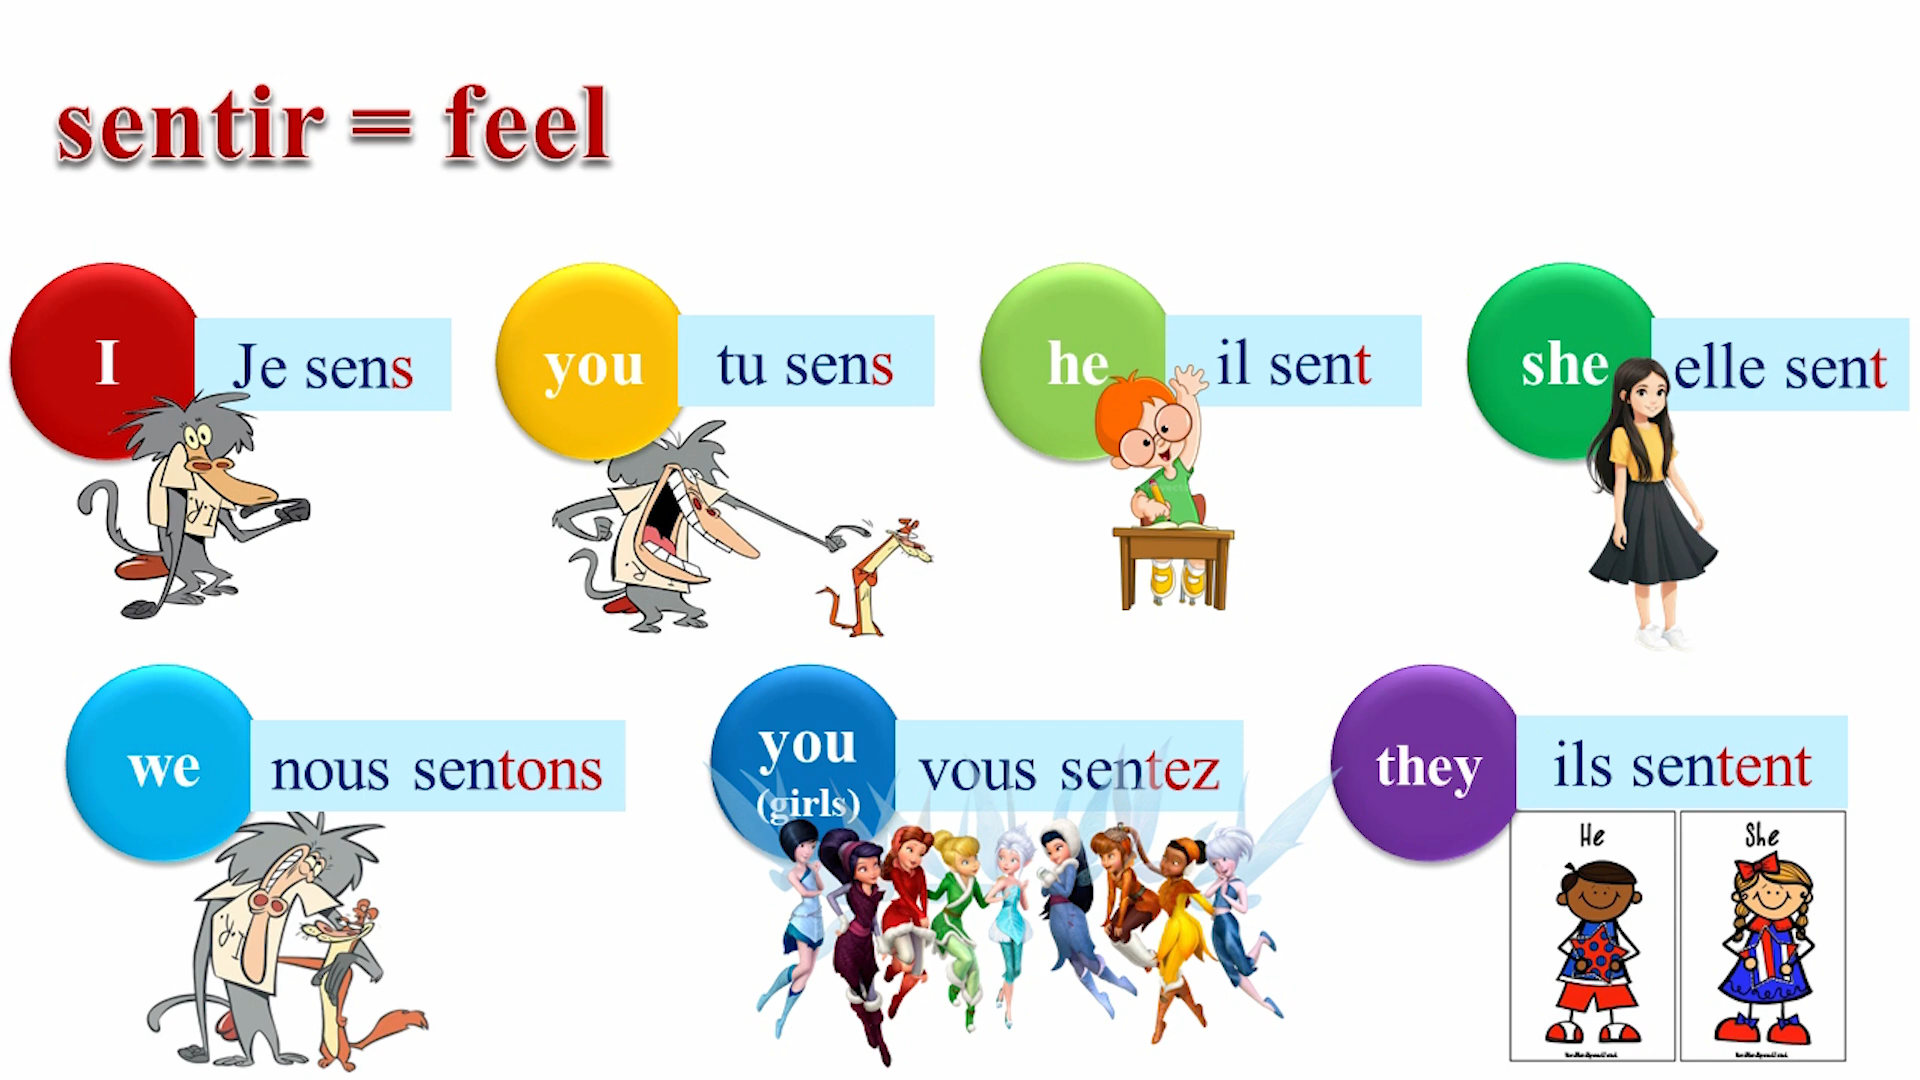 sentir = feel
I
Je sens
you
tu sens
he
il sent
she
elle sent
we
nous sentons
you
(girls)
vous sentez
they
ils sentent
He
She
I.R.